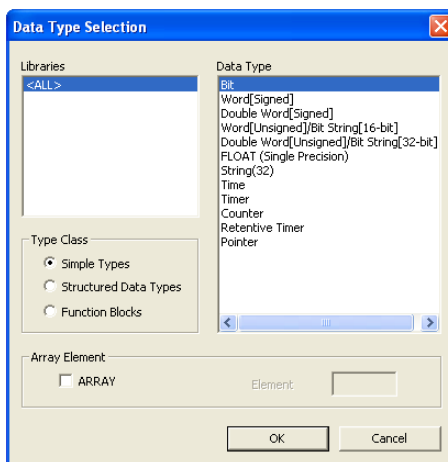 Data Type Selection
Libraries
<ALL>
Data Type
Bit
Word[Signed]
Double Word[Signed]
Word[Unsigned]/Bit String[16-bit]
Double Word[Unsigned]/Bit String[32-bit]
FLOAT (Single Precision)
String(32)
Time
Timer
Counter
Retentive Timer
Pointer
Type Class
Simple Types
Structured Data Types
Function Blocks
Array Element
ARRAY
Element
OK
Cancel